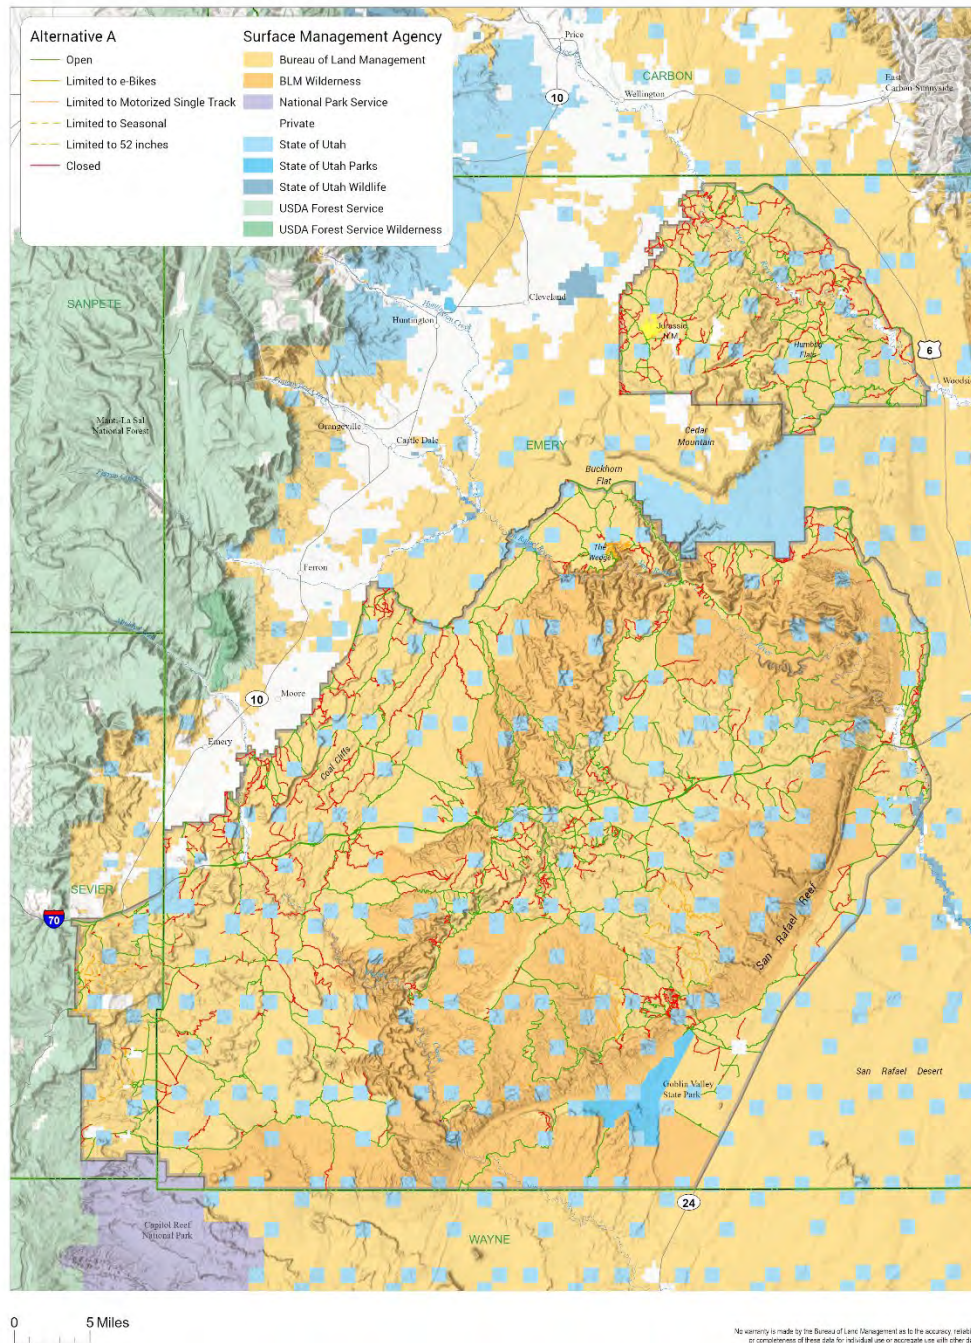 Alternative A
Open
Limited to e-Bikes
Limited to Motorized Single Track
Limited to Seasonal
Limited to 52 inches
Closed
Surface Management Agency
Bureau of Land Management
BLM Wilderness
National Park Service
Private
State of Utah
State of Utah Parks
State of Utah Wildlife
USDA Forest Service
USDA Forest Service Wilderness
Price
CARBON
10
Wellington
East
Carbon-Sunnyside
SANPETE
Huntington Creek
Cleveland
Huntington
Jurassic
N.M.
Humbug
Flats
6
Manti-La Sal
National Forest
Orangeville
Castle Dale
EMERY
Cedar
Mountain
Buckhorn
Flat
The
Wedge
Ferron
10
Moore
Emery
Coal Cliffs
SEVIER
70
San Rafael Reef
San Rafael Desert
Goblin Valley
State Park
24
Capitol Reef
National Park
WAYNE
0 5 Miles
No warranty is made by the Bureau of Land Management as to the accuracy,
or completeness of these data for individual use or aggregate use with other